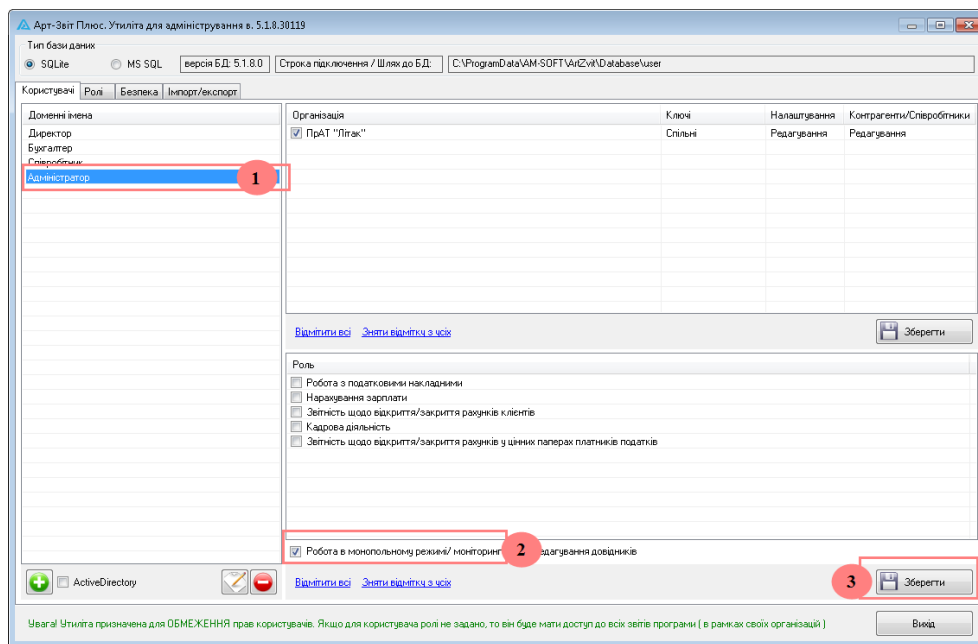 Арт-Звіт Плюс. Утиліта для адміністрування в. 5.1.8.30119
Тип бази даних
SQLite MS SQL версія БД: 5.1.8.0 Строка підключення / Шлях до БД: C:\ProgramData\AM-SOFT\ArtZvit\Database\user
Користувачі Ролі Безпека Імпорт/експорт
Доменні імена
Директор
Бухгалтер
Співробітник
Адміністратор
1
Організація Ключі Налаштування Контрагенти/Співробітники
ПрАТ "Літак" Спільні Редагування Редагування
Відмітити всі Зняти відмітку з усіх Зберегти
Роль
Робота з податковими накладними
Нарахування зарплати
Звітність щодо відкриття/закриття рахунків клієнтів
Кадрова діяльність
Звітність щодо відкриття/закриття рахунків у цінних паперах платників податків
Робота в монопольному режимі/ моніторинг 2 едагування довідників
ActiveDirectory
Відмітити всі Зняти відмітку з усіх 3 Зберегти
Увага! Утиліта призначена для ОБМЕЖЕННЯ прав користувачів. Якщо для користувача ролі не задано, то він буде мати доступ до всіх звітів програми ( в рамках своїх організацій )
Вихід